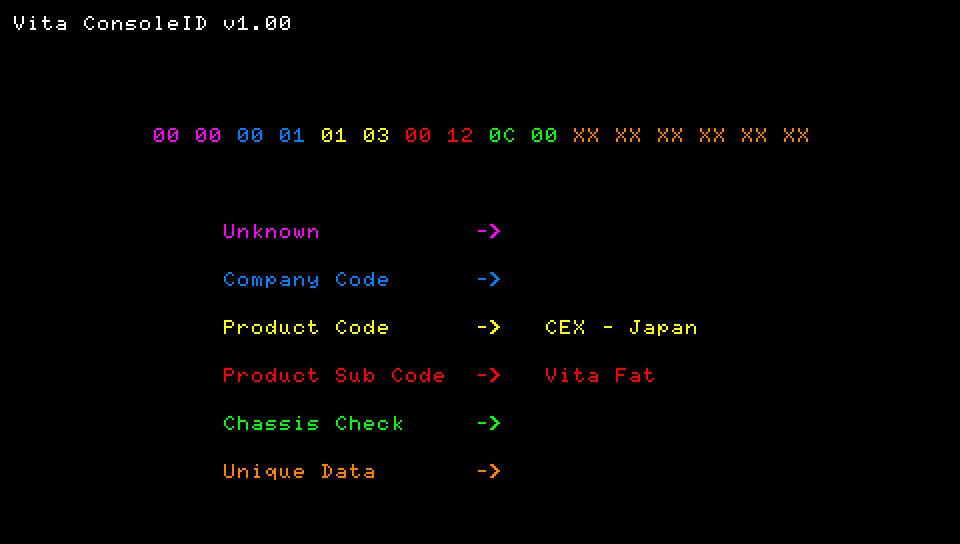 Vita ConsoleID v1.00
00 00 00 01 01 03 00 12 0C 00 XX XX XX XX XX XX
Unknown ->
Company Code ->
Product Code -> CEX - Japan
Product Sub Code -> Vita Fat
Chassis Check ->
Unique Data ->